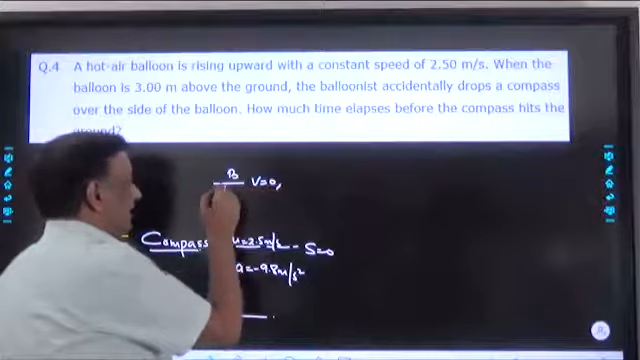 Q.4 A hot-air balloon is rising upward with a constant speed of 2.50 m/s. When the
balloon is 3.00 m above the ground, the balloonist accidentally drops a compass
over the side of the balloon. How much time elapses before the compass hits the
ground?
B V=0,
Compass u=2.5m/s - S=0
a=-9.8m/s²